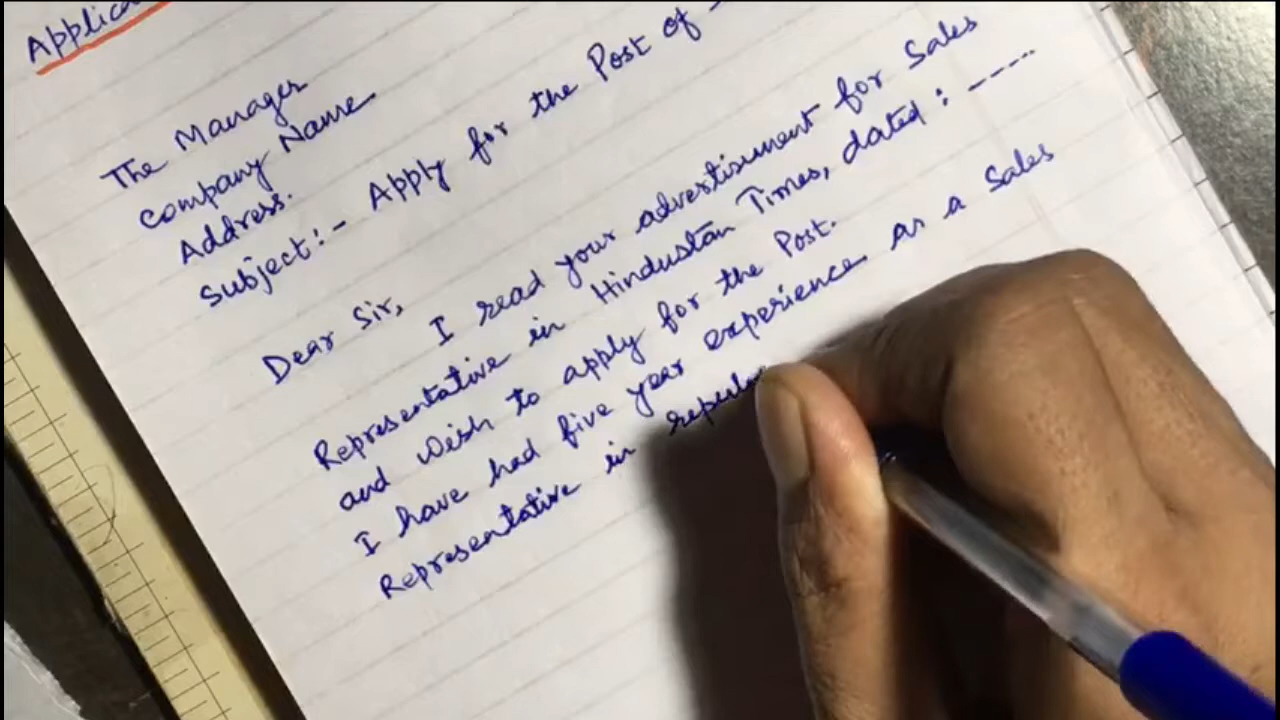 The Manager
Company Name
Address.
Subject:- Apply for the Post of -
Dear Sir,
I read your advertisment for Sales
Representative in Hindustan Times, dated : -----
and wish to apply for the Post.
I have had five year experience as a Sales
Representative in